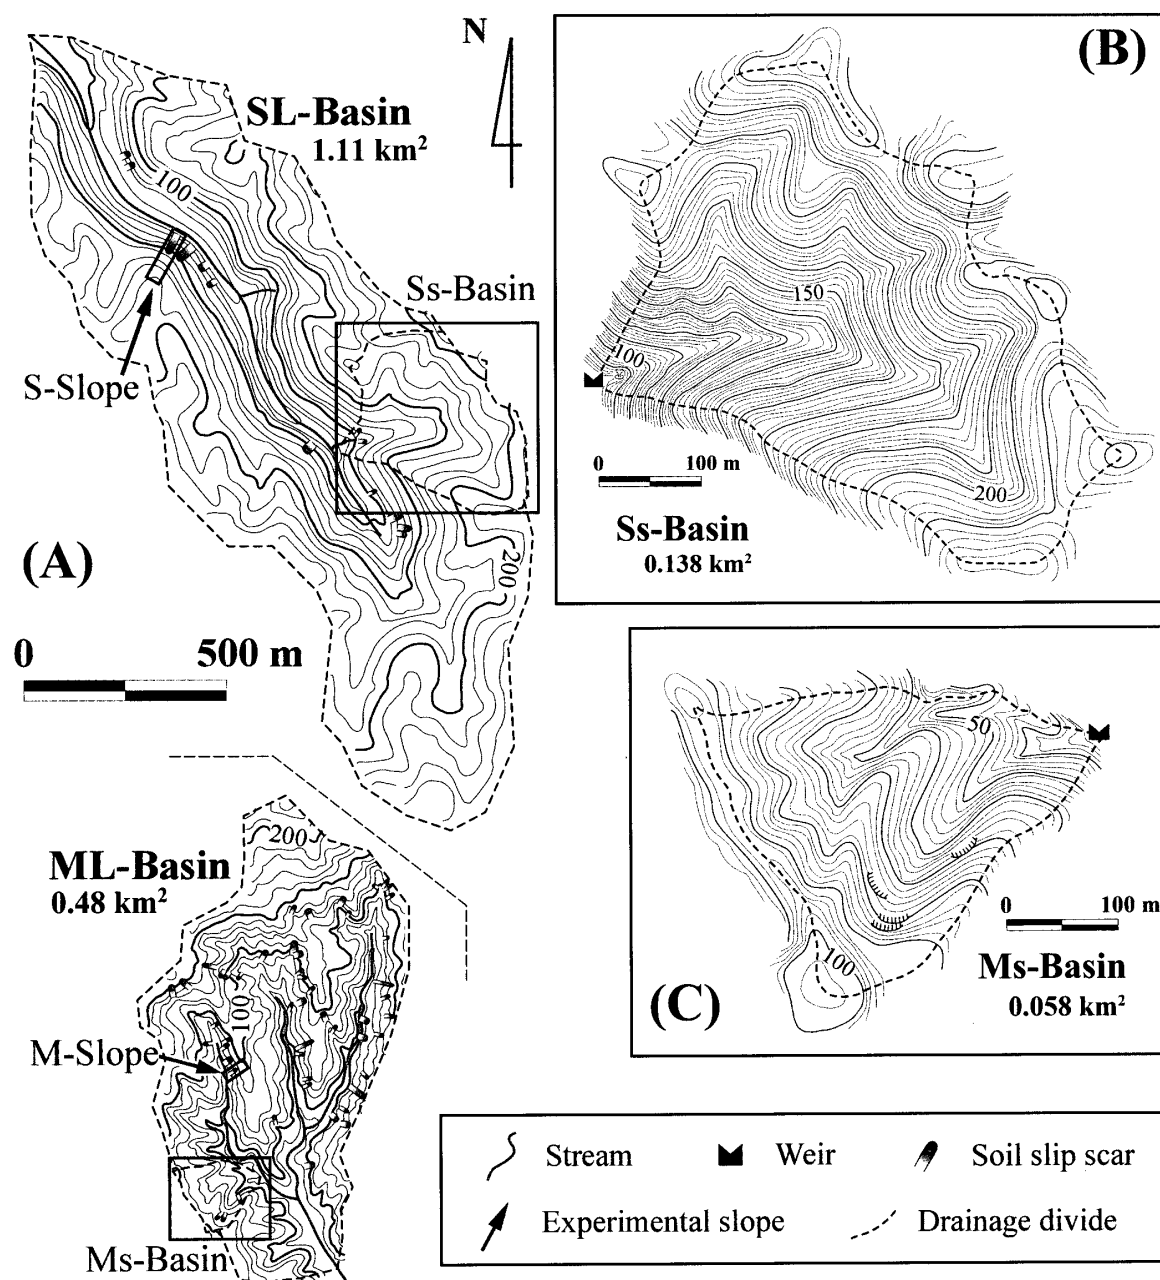 N
SL-Basin
1.11 km²
100
Ss-Basin
S-Slope
(A)
200
0 500 m
(B)
150
100
0 100 m
200
Ss-Basin
0.138 km²
200
ML-Basin
0.48 km²
100
M-Slope
Ms-Basin
50
0 100 m
100
Ms-Basin
(C)
0.058 km²
Stream
Weir
Soil slip scar
Experimental slope
Drainage divide